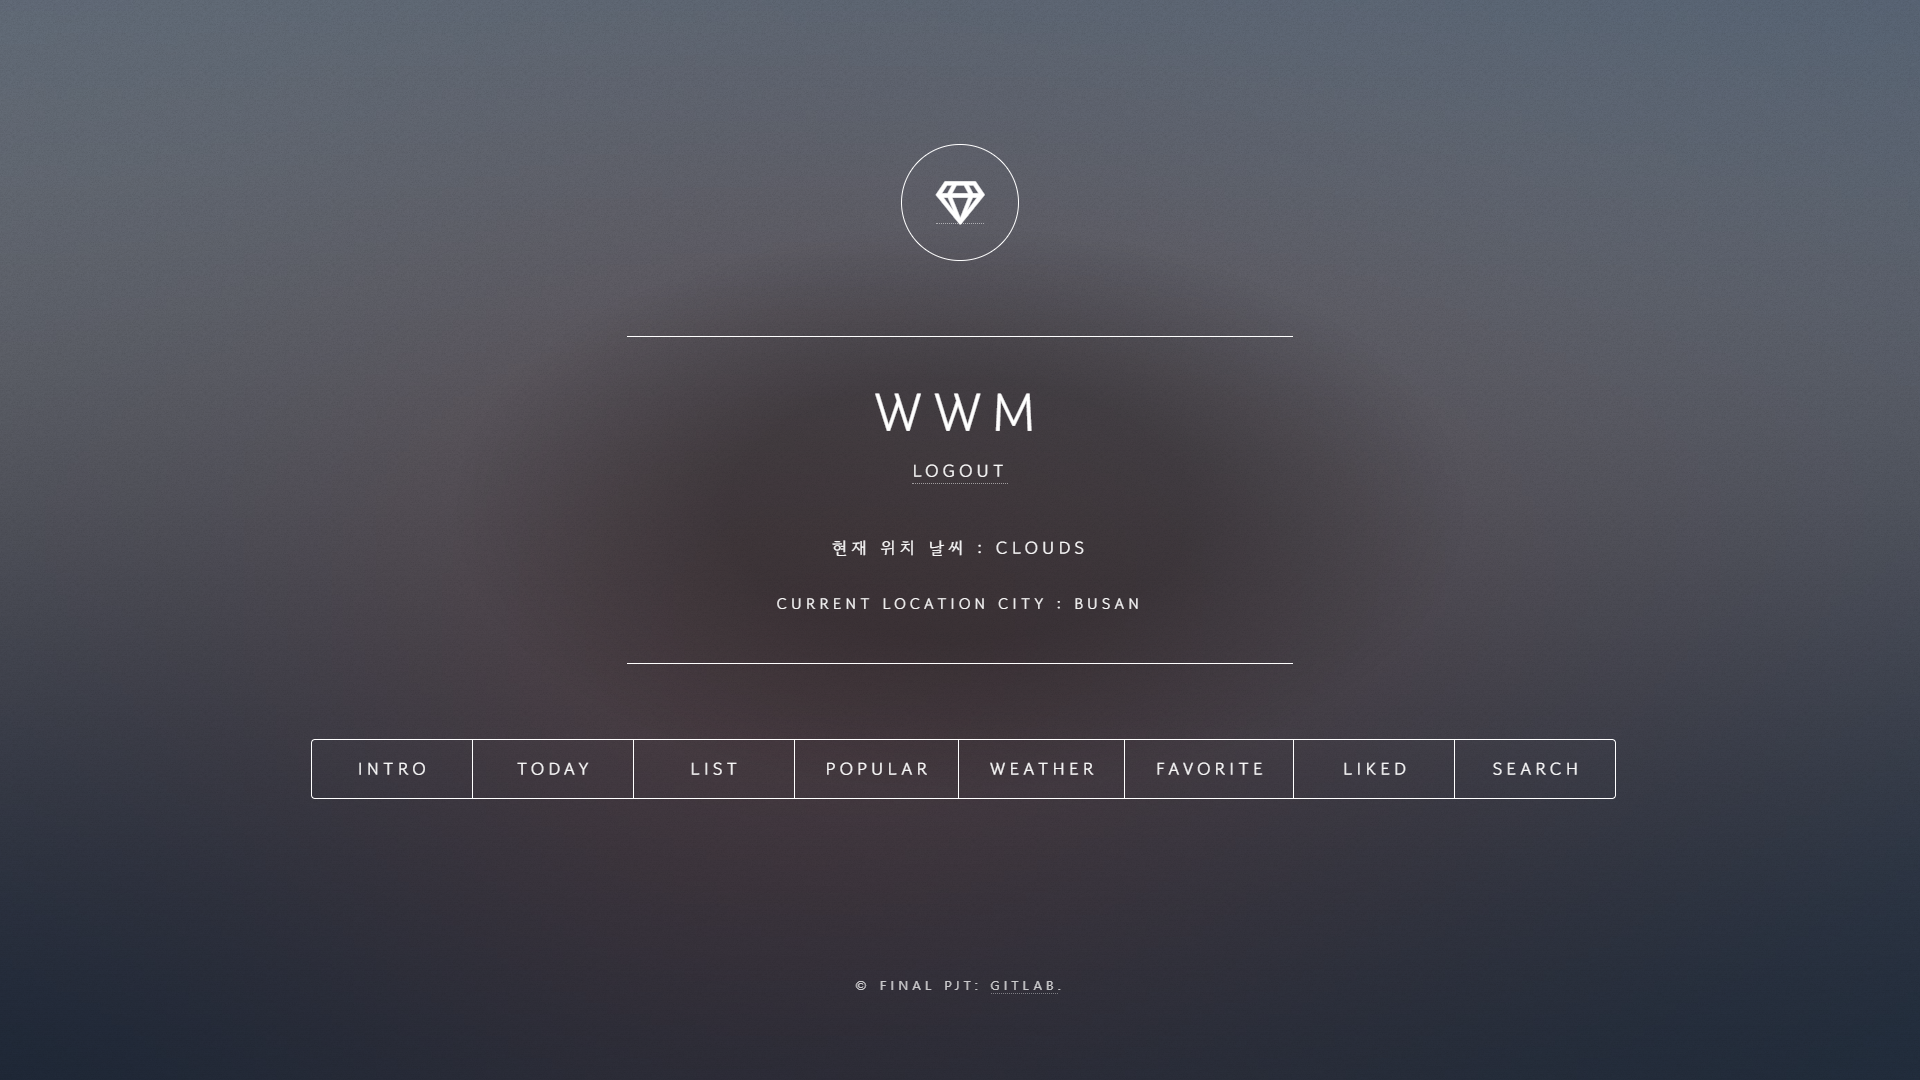 WWM
LOGOUT
현재 위치 날씨 : CLOUDS
CURRENT LOCATION CITY : BUSAN
INTRO TODAY LIST POPULAR WEATHER FAVORITE LIKED SEARCH
© FINAL PJT: GITLAB.